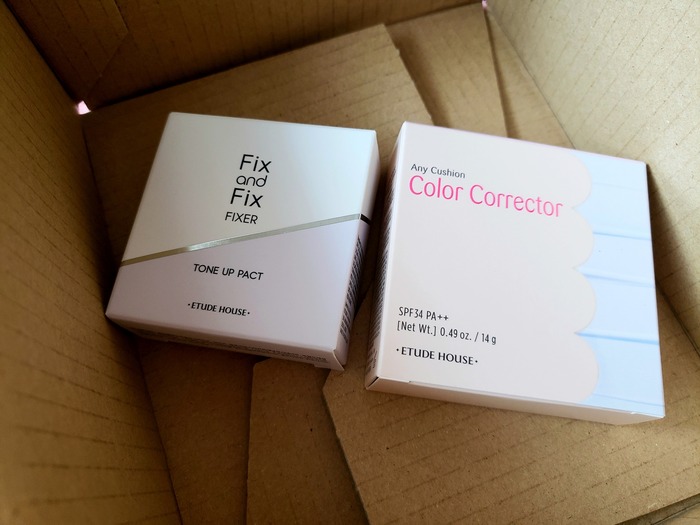 Fix
and
Fix
FIXER
TONE UP PACT
·ETUDE HOUSE·
Any Cushion
Color Corrector
SPF34 PA++
[Net Wt.] 0.49 oz. / 14 g
·ETUDE HOUSE·